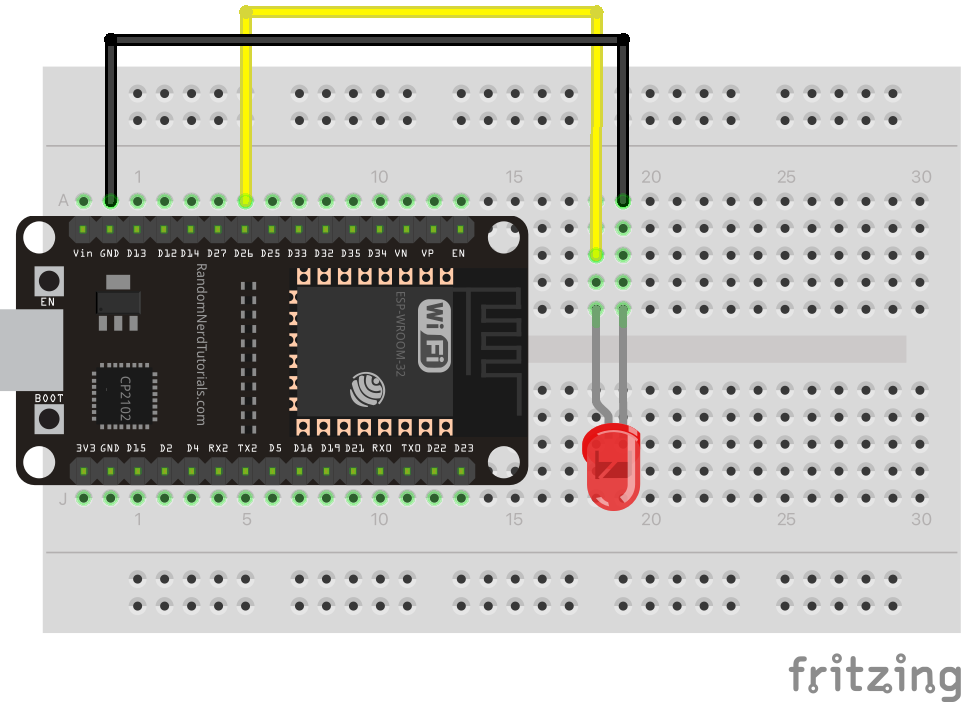 1 10 15 20 25 30
A
Vin GND D13 D12 D14 D27 D26 D25 D33 D32 D35 D34 VN VP EN
EN
RandomNerdTutorials.com
ESP-WROOM-32
Wi Fi
CP2102
BOOT
3V3 GND D15 D2 D4 RX2 TX2 D5 D18 D19 D21 RX0 TX0 D22 D23
J
1 5 10 15 20 25 30
fritzing